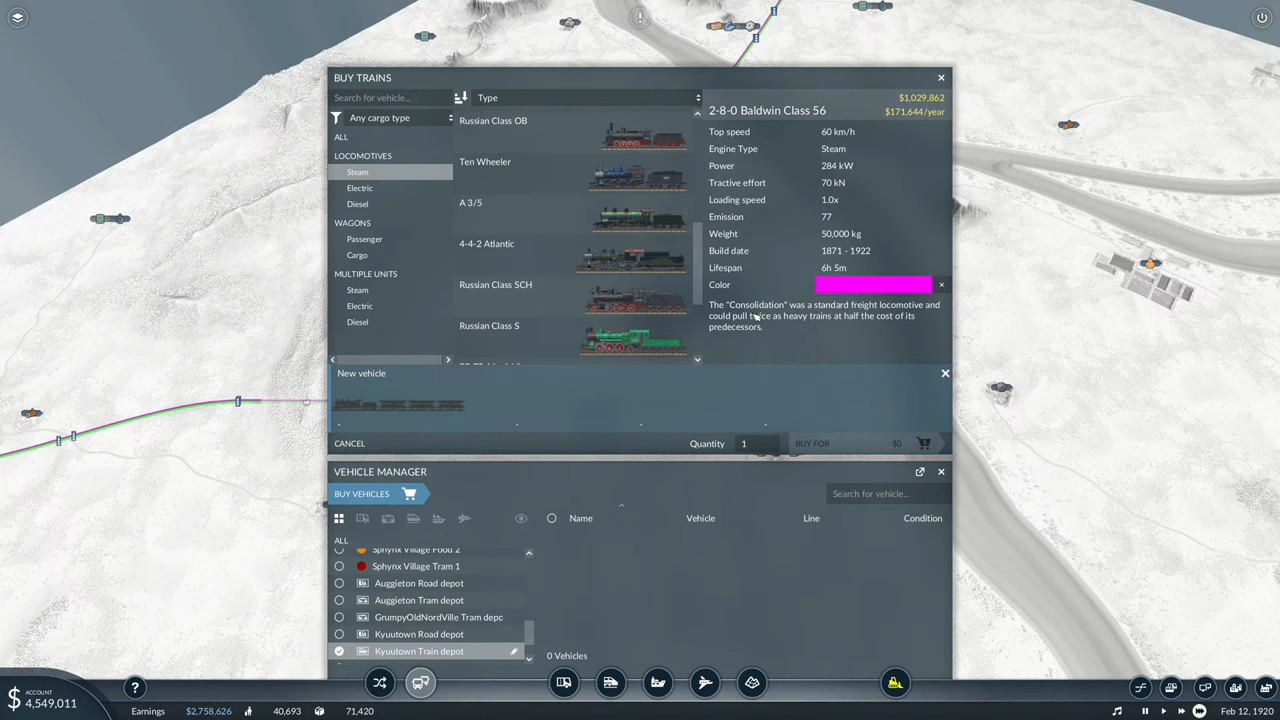 BUY TRAINS
Search for vehicle...
Type
Any cargo type
ALL
LOCOMOTIVES
Steam
Electric
Diesel
WAGONS
Passenger
Cargo
MULTIPLE UNITS
Steam
Electric
Diesel
Russian Class OB
Ten Wheeler
A 3/5
4-4-2 Atlantic
Russian Class SCH
Russian Class S
$1,029,862
2-8-0 Baldwin Class 56
$171,644/year
Top speed 60 km/h
Engine Type Steam
Power 284 kW
Tractive effort 70 kN
Loading speed 1.0x
Emission 77
Weight 50,000 kg
Build date 1871 - 1922
Lifespan 6h 5m
Color
The "Consolidation" was a standard freight locomotive and
could pull twice as heavy trains at half the cost of its
predecessors.
New vehicle
CANCEL
Quantity 1
BUY FOR $0
VEHICLE MANAGER
BUY VEHICLES
Search for vehicle...
Name Vehicle Line Condition
ALL
Sphynx Village Food 2
Sphynx Village Tram 1
Auggieton Road depot
Auggieton Tram depot
GrumpyOldNordVille Tram depc
Kyuutown Road depot
Kyuutown Train depot
0 Vehicles
$ ACCOUNT
4,549,011
?
Earnings $2,758,626 40,693 71,420
Feb 12, 1920